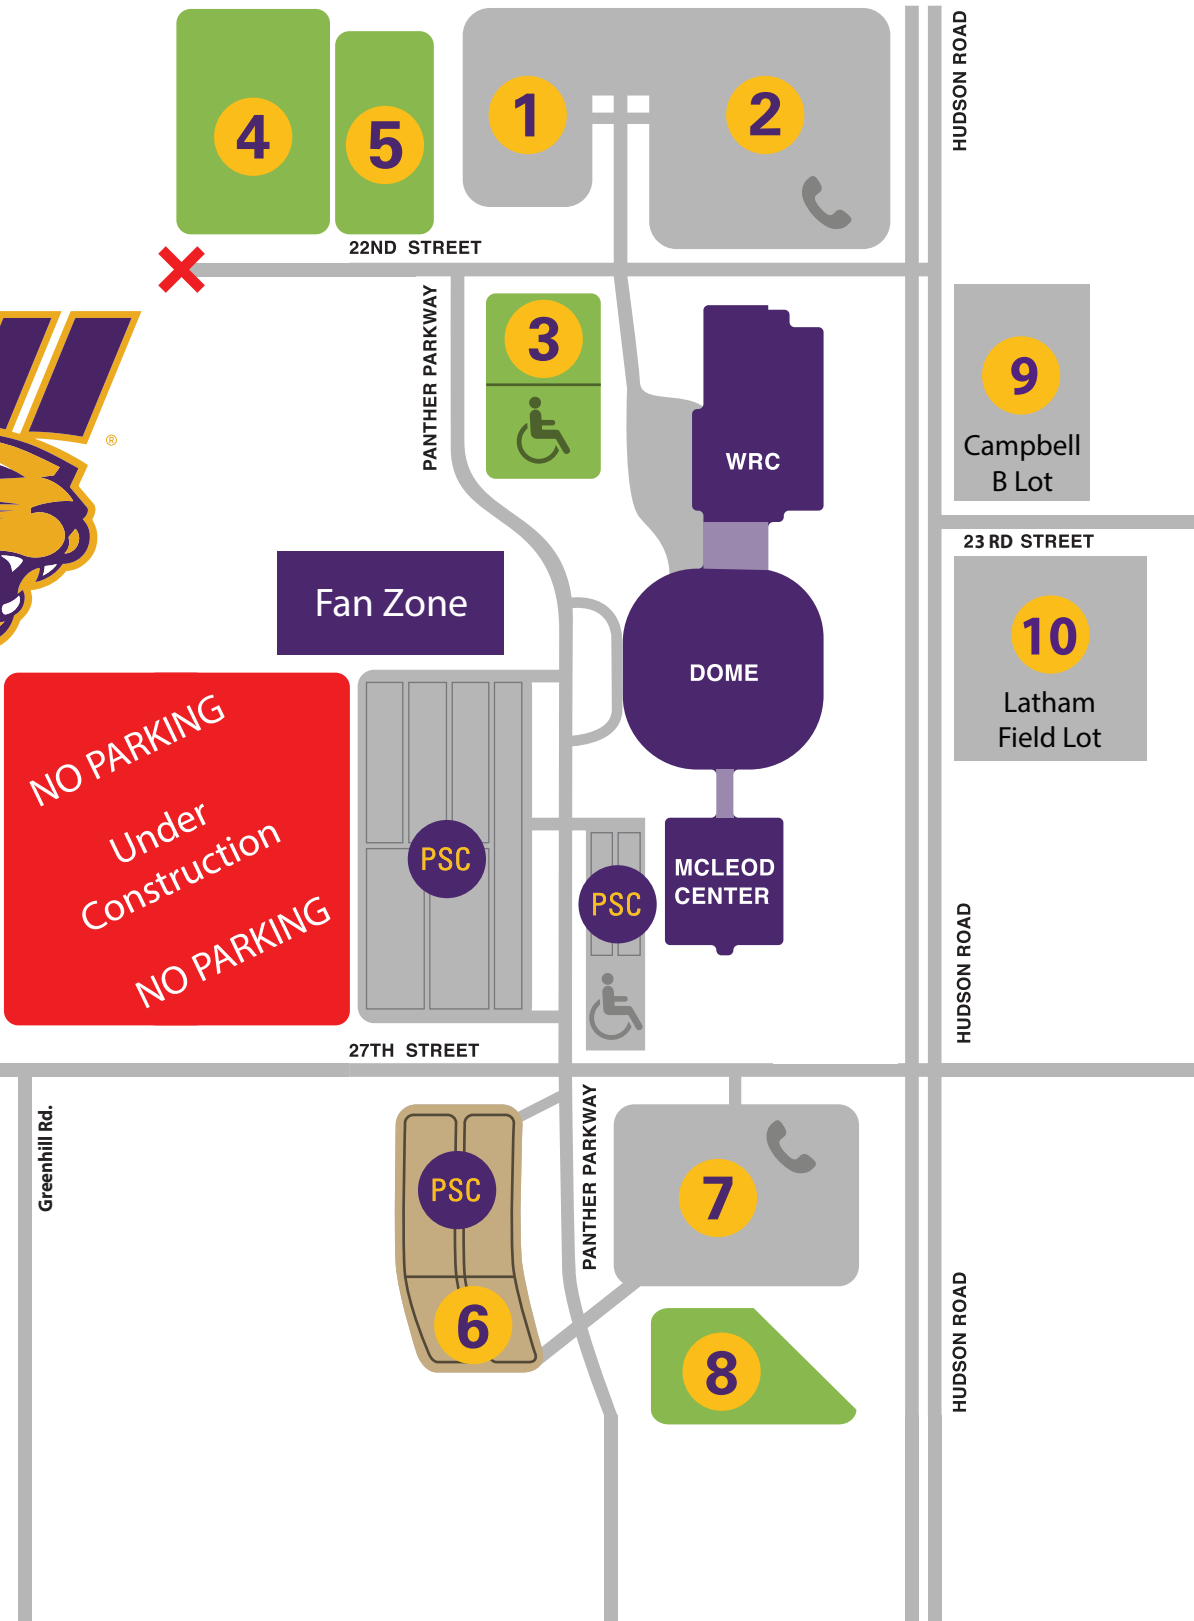 HUDSON ROAD
4
5
1
2
22ND STREET
PANTHER PARKWAY
3
WRC
9
Campbell
B Lot
®
23RD STREET
Fan Zone
DOME
10
Latham
Field Lot
NO PARKING
Under
Construction
NO PARKING
PSC
PSC
MCLEOD
CENTER
HUDSON ROAD
27TH STREET
Greenhill Rd.
PANTHER PARKWAY
PSC
7
6
8
HUDSON ROAD